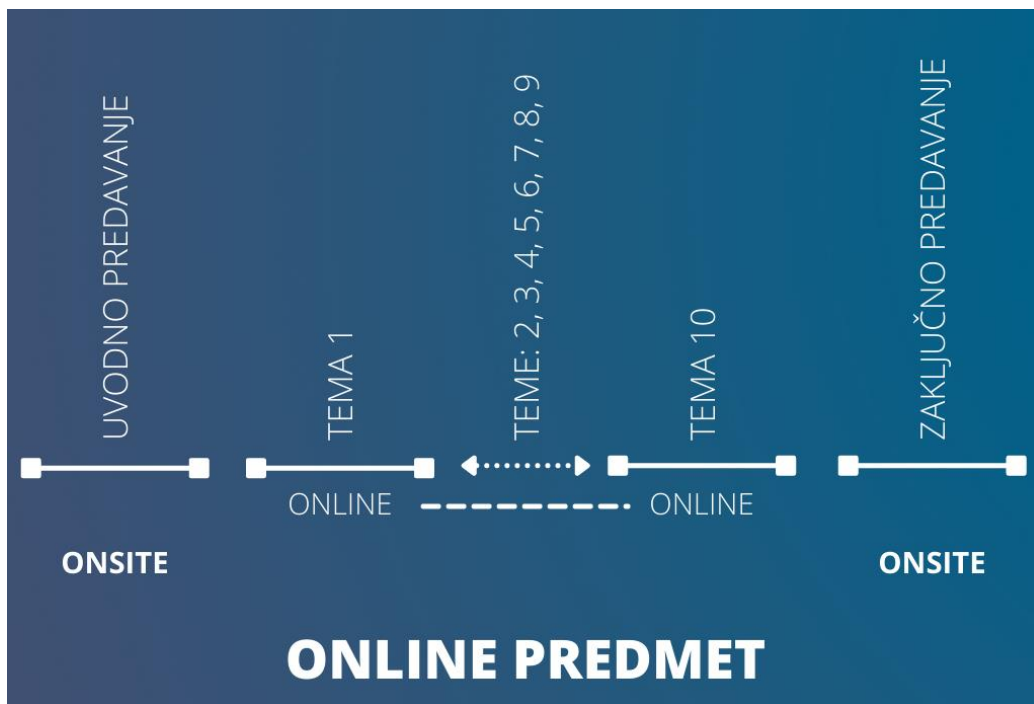 UVODNO PREDAVANJE
TEMA 1
TEME: 2, 3, 4, 5, 6, 7, 8, 9
TEMA 10
ZAKLJUČNO PREDAVANJE
ONLINE
ONLINE
ONSITE
ONSITE
ONLINE PREDMET